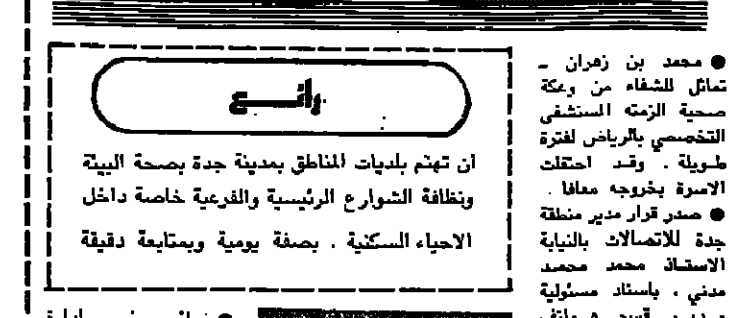 ● محمد بن زهران ـ
تماثل للشفاء من وعكة
صحية الزمته المستشفى
التخصصي بالرياض لفترة
طويلة . وقد احتفلت
الاسرة بخروجه معافا .
● صدر قرار مدير منطقة
جدة للاتصالات بالنيابة
الاستاذ محمد محمد
مدني ، باسناد مسئولية
رائــــع
ان تهتم بلديات المناطق بمدينة جدة بصحة البيئة
ونظافة الشوارع الرئيسية والفرعية خاصة داخل
الاحياء السكنية . بصفة يومية وبمتابعة دقيقة